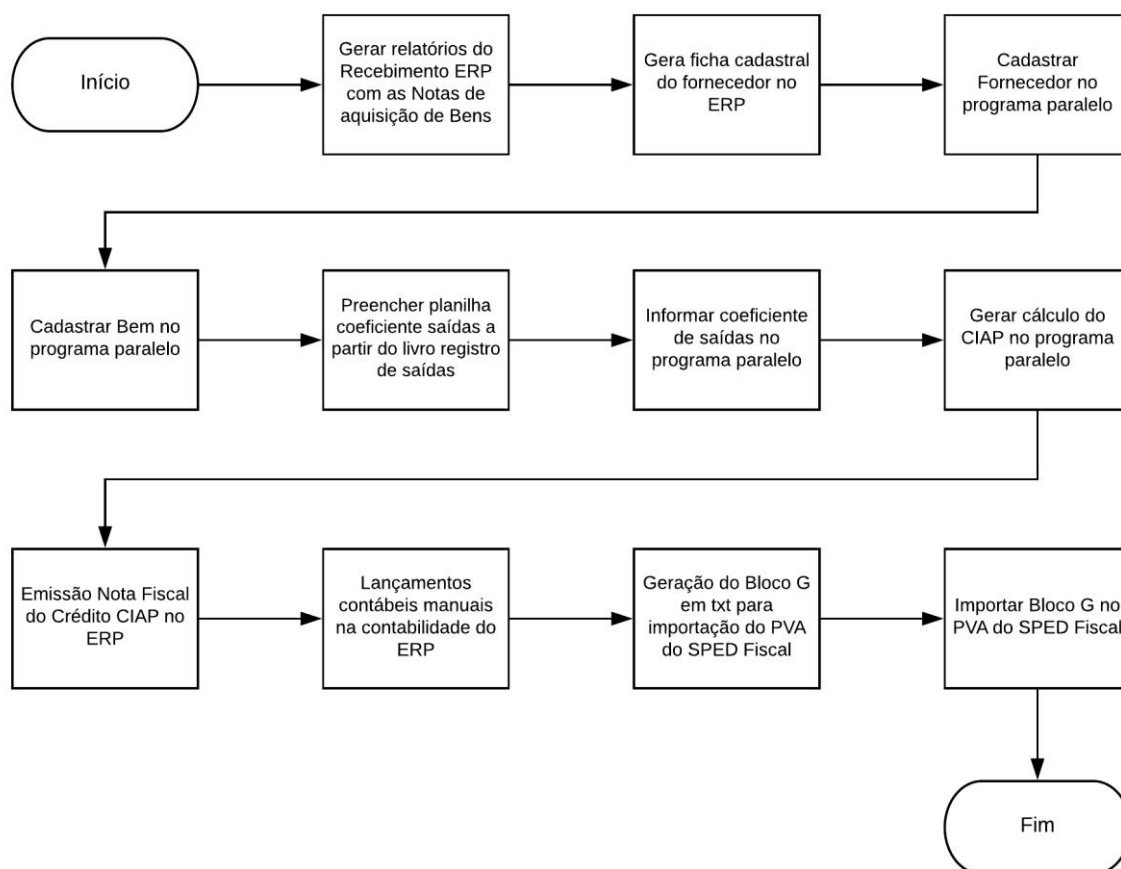 Início
Gerar relatórios do
Recebimento ERP
com as Notas de
aquisição de Bens
Gera ficha cadastral
do fornecedor no
ERP
Cadastrar
Fornecedor no
programa paralelo
Cadastrar Bem no
programa paralelo
Preencher planilha
coeficiente saídas a
partir do livro registro
de saídas
Informar coeficiente
de saídas no
programa paralelo
Gerar cálculo do
CIAP no programa
paralelo
Emissão Nota Fiscal
do Crédito CIAP no
ERP
Lançamentos
contábeis manuais
na contabilidade do
ERP
Geração do Bloco G
em txt para
importação do PVA
do SPED Fiscal
Importar Bloco G no
PVA do SPED Fiscal
Fim